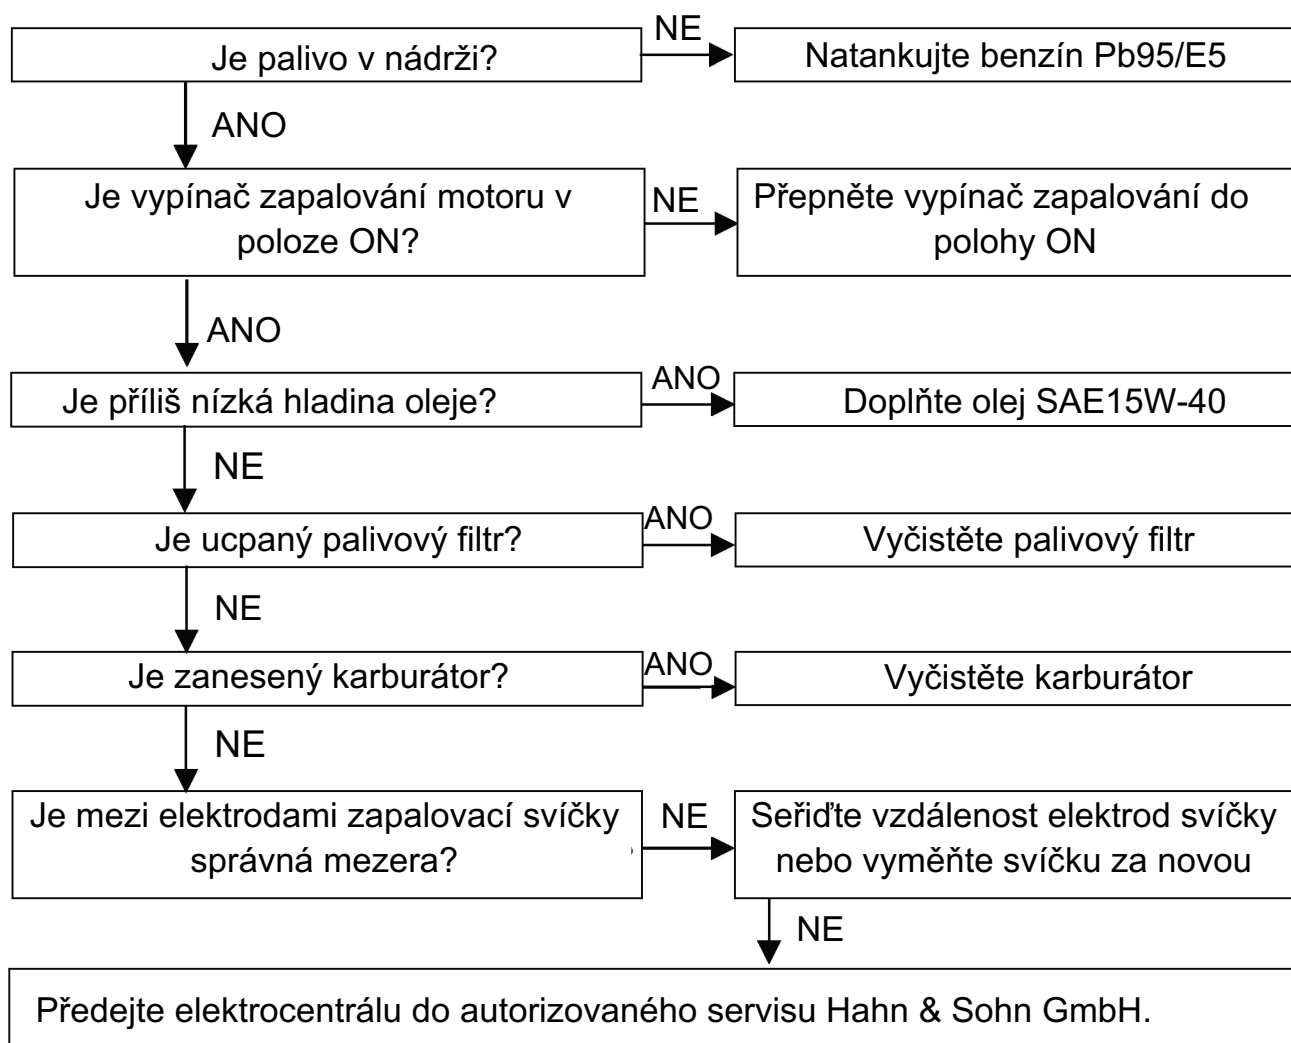 Je palivo v nádrži?
NE
Natankujte benzín Pb95/E5
ANO
Je vypínač zapalování motoru v
poloze ON?
NE
Přepněte vypínač zapalování do
polohy ON
ANO
Je příliš nízká hladina oleje?
ANO
Doplňte olej SAE15W-40
NE
Je ucpaný palivový filtr?
ANO
Vyčistěte palivový filtr
NE
Je zanesený karburátor?
ANO
Vyčistěte karburátor
NE
Je mezi elektrodami zapalovací svíčky
správná mezera?
NE
Seřiďte vzdálenost elektrod svíčky
nebo vyměňte svíčku za novou
NE
Předejte elektrocentrálu do autorizovaného servisu Hahn & Sohn GmbH.